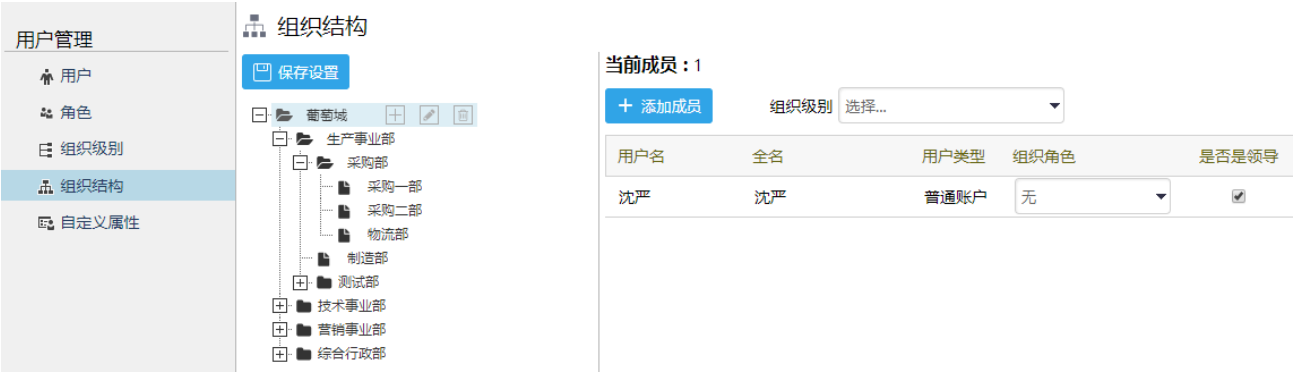 用户管理
用户
角色
组织级别
组织结构
自定义属性
组织结构
保存设置
葡萄城
生产事业部
采购部
采购一部
采购二部
物流部
制造部
测试部
技术事业部
营销事业部
综合行政部
当前成员：1
添加成员 组织级别 选择...
用户名 全名 用户类型 组织角色 是否是领导
沈严 沈严 普通账户 无